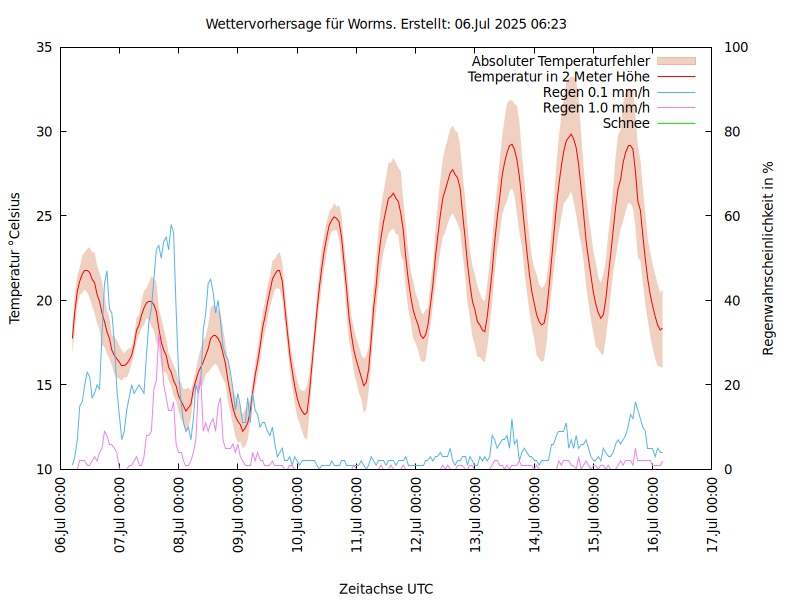 Wettervorhersage für Worms. Erstellt: 06.Jul 2025 06:23
35
30
25
20
15
10
100
80
60
40
20
0
Absoluter Temperaturfehler
Temperatur in 2 Meter Höhe
Regen 0.1 mm/h
Regen 1.0 mm/h
Schnee
Temperatur °Celsius
Regenwahrscheinlichkeit in %
06.Jul 00:00
07.Jul 00:00
08.Jul 00:00
09.Jul 00:00
10.Jul 00:00
11.Jul 00:00
12.Jul 00:00
13.Jul 00:00
14.Jul 00:00
15.Jul 00:00
16.Jul 00:00
17.Jul 00:00
Zeitachse UTC